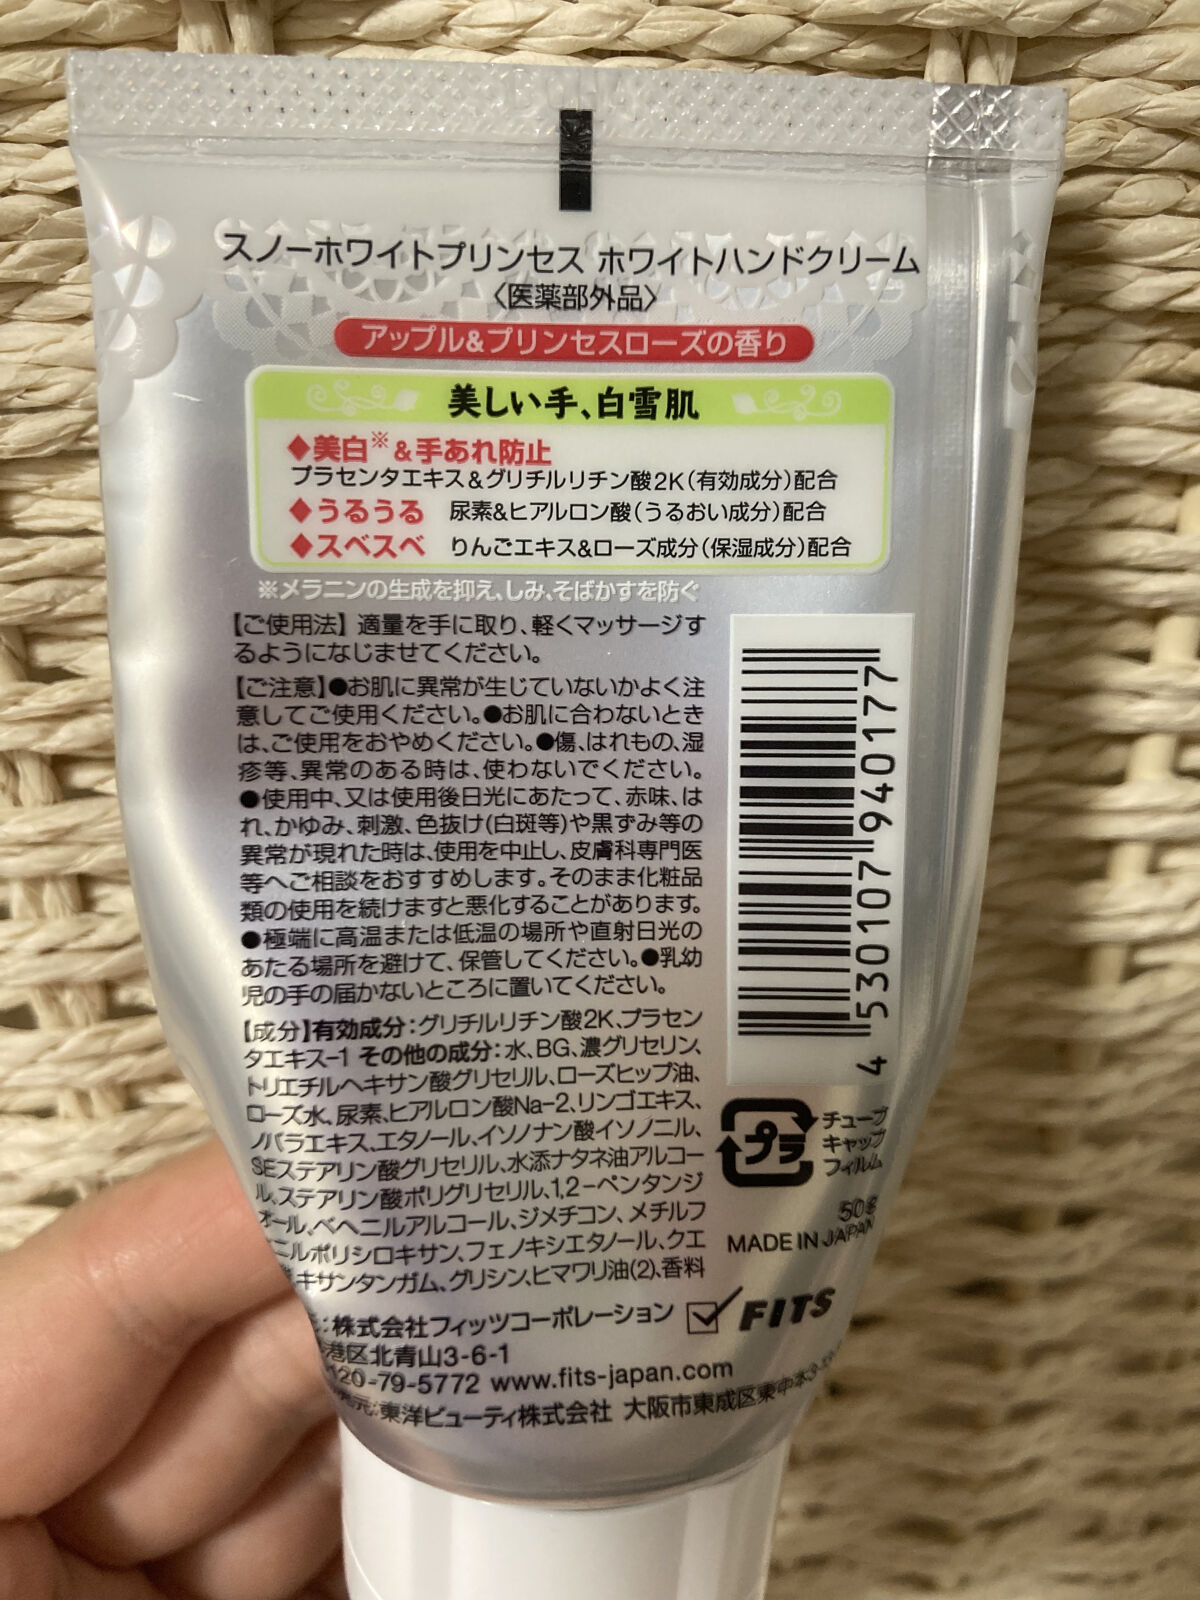 スノーホワイトプリンセス ホワイトハンドクリーム
〈医薬部外品〉
アップル&プリンセスローズの香り
美しい手、白雪肌
◆美白※&手あれ防止
プラセンタエキス&グリチルリチン酸2K(有効成分)配合
◆うるうる 尿素&ヒアルロン酸(うるおい成分)配合
◆スベスベ りんごエキス&ローズ成分(保湿成分)配合
※メラニンの生成を抑え、しみ、そばかすを防ぐ
【ご使用法】適量を手に取り、軽くマッサージす
るようになじませてください。
【ご注意】●お肌に異常が生じていないかよく注
意してご使用ください。●お肌に合わないとき
は、ご使用をおやめください。●傷、はれもの、湿
疹等、異常のある時は、使わないでください。
●使用中、又は使用後日光にあたって、赤味、は
れ、かゆみ、刺激、色抜け(白斑等)や黒ずみ等の
異常が現れた時は、使用を中止し、皮膚科専門医
等へご相談をおすすめします。そのまま化粧品
類の使用を続けますと悪化することがあります。
●極端に高温または低温の場所や直射日光の
あたる場所を避けて、保管してください。●乳幼
児の手の届かないところに置いてください。
【成分】有効成分:グリチルリチン酸2K、プラセン
タエキス-1 その他の成分:水、BG、濃グリセリン、
トリエチルヘキサン酸グリセリル、ローズヒップ油、
ローズ水、尿素、ヒアルロン酸Na-2、リンゴエキス、
ノバラエキス、エタノール、イソノナン酸イソノニル、
SEステアリン酸グリセリル、水添ナタネ油アルコー
ル、ステアリン酸ポリグリセリル、1,2-ペンタンジ
オール、ベヘニルアルコール、ジメチコン、メチルフ
ェニルポリシロキサン、フェノキシエタノール、クエ
キサンタンガム、グリシン、ヒマワリ油(2)、香料
株式会社フィッツコーポレーション
港区北青山3-6-1
120-79-5772 www.fits-japan.com
東洋ビューティ株式会社 大阪市東成区東中本3-
4 530107 940177
プラ
チューブ
キャップ
フィルム
50g
MADE IN JAPAN
FITS